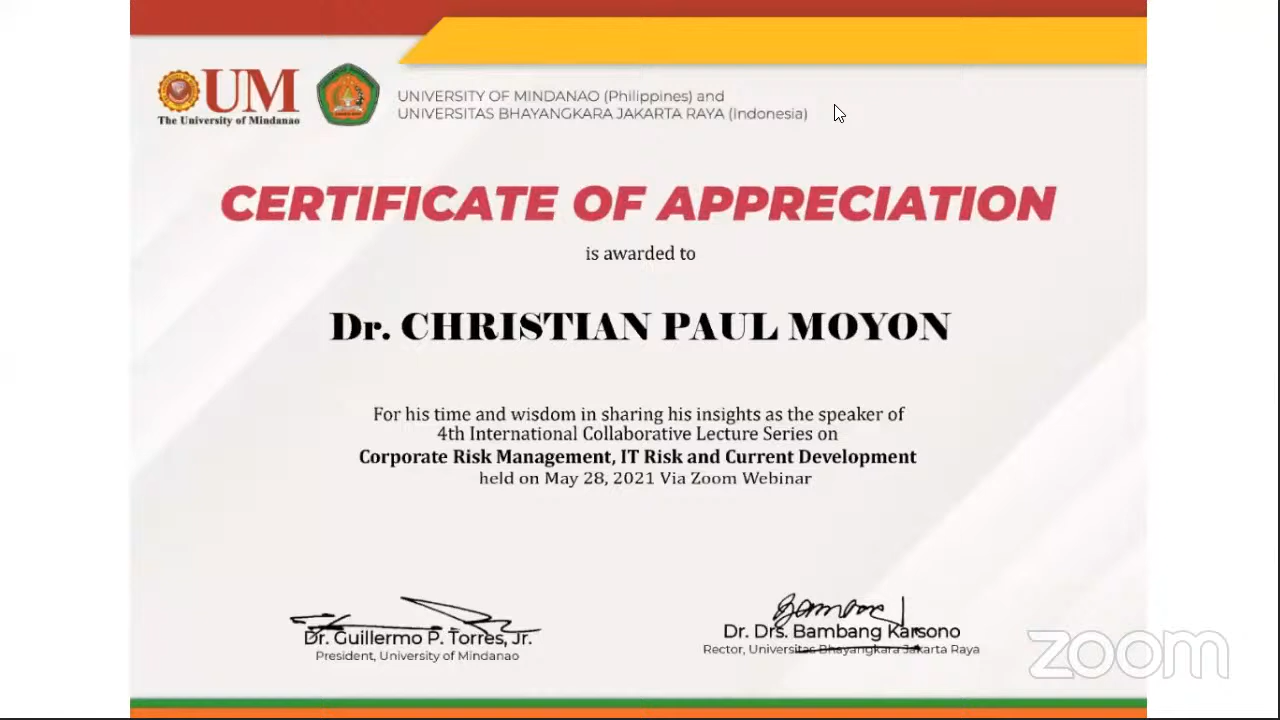 UM
The University of Mindanao
UNIVERSITY OF MINDANAO (Philippines) and
UNIVERSITAS BHAYANGKARA JAKARTA RAYA (Indonesia)
CERTIFICATE OF APPRECIATION
is awarded to
Dr. CHRISTIAN PAUL MOYON
For his time and wisdom in sharing his insights as the speaker of
4th International Collaborative Lecture Series on
Corporate Risk Management, IT Risk and Current Development
held on May 28, 2021 Via Zoom Webinar
Dr. Guillermo P. Torres, Jr.
President, University of Mindanao
Dr. Drs. Bambang Karsono
Rector, Universitas Bhayangkara Jakarta Raya
zoom